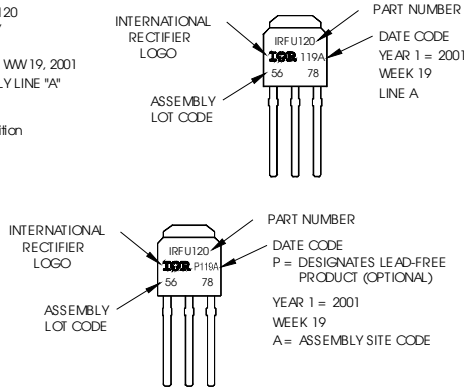 120
WW 19, 2001
LY LINE "A"
ition
INTERNATIONAL
RECTIFIER
LOGO
ASSEMBLY
LOT CODE
IRFU120
IOR 119A
56 78
PART NUMBER
DATE CODE
YEAR 1 = 2001
WEEK 19
LINE A
INTERNATIONAL
RECTIFIER
LOGO
ASSEMBLY
LOT CODE
IRFU120
IOR P119A
56 78
PART NUMBER
DATE CODE
P = DESIGNATES LEAD-FREE
PRODUCT (OPTIONAL)
YEAR 1 = 2001
WEEK 19
A = ASSEMBLY SITE CODE